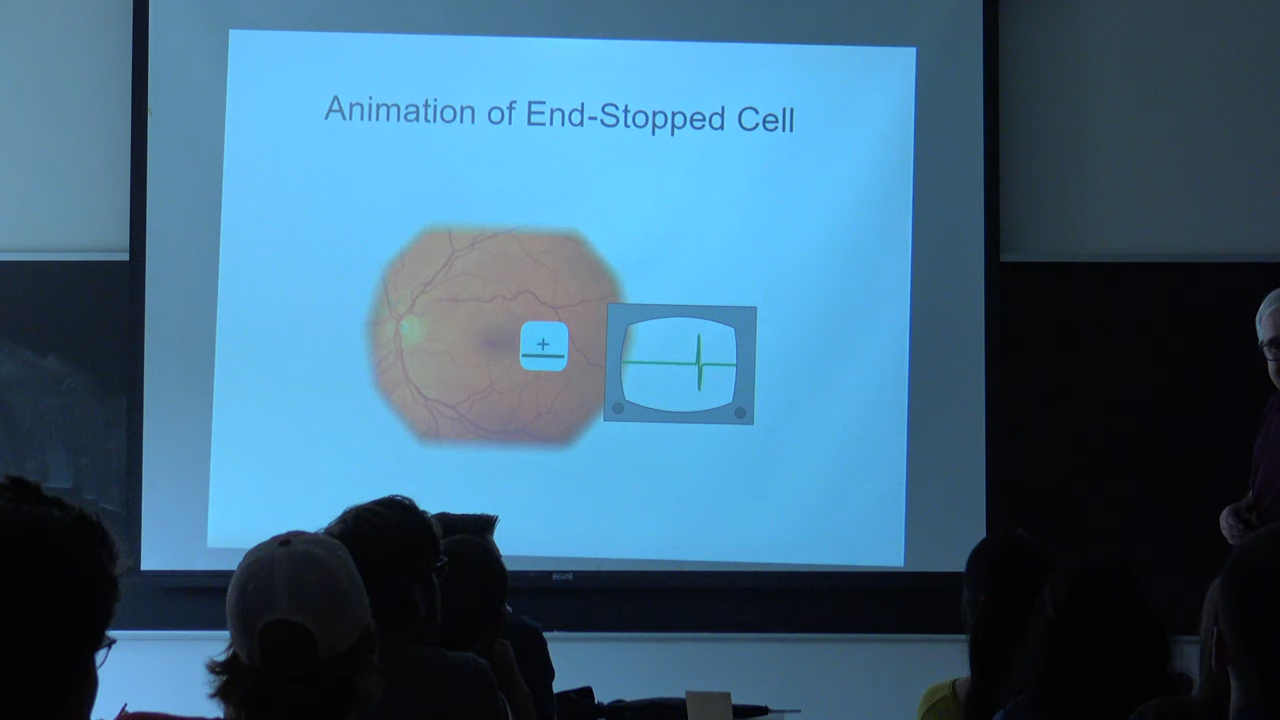 Animation of End-Stopped Cell
+